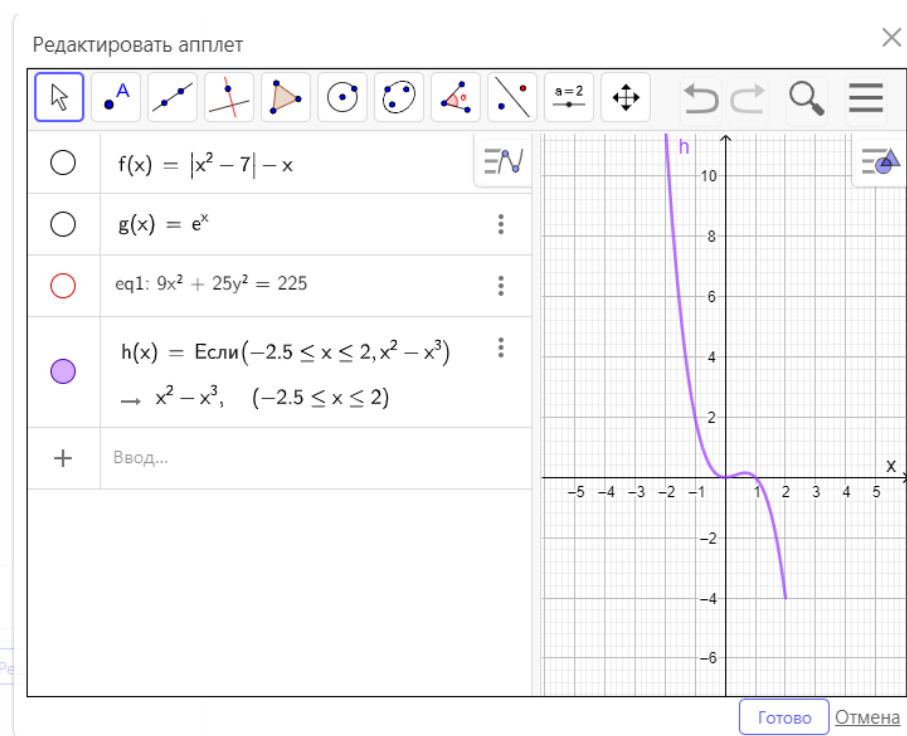 Редактировать апплет
A
a = 2
f(x) = |x² − 7| − x
g(x) = eˣ
eq1: 9x² + 25y² = 225
h(x) = Если(−2.5 ≤ x ≤ 2, x² − x³)
→ x² − x³, (−2.5 ≤ x ≤ 2)
+ Ввод...
h
10
8
6
4
2
x
−5 −4 −3 −2 −1 1 2 3 4 5
−2
−4
−6
Готово Отмена